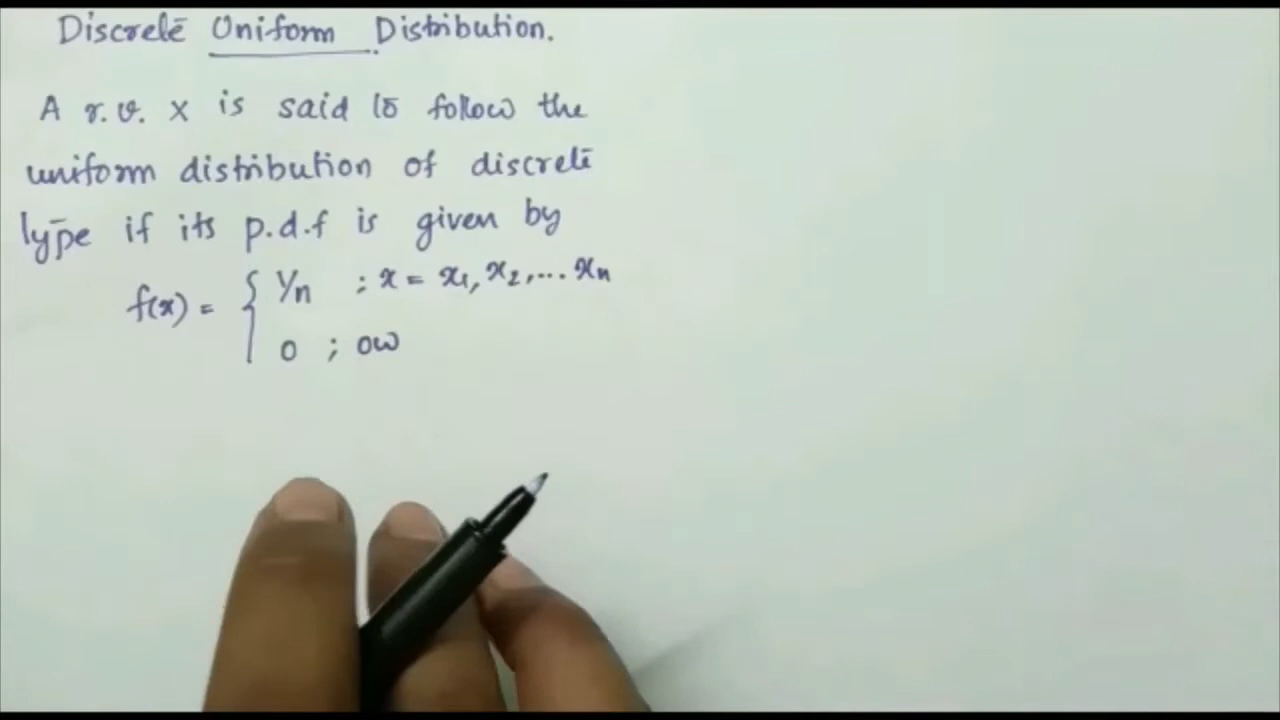 Discrete Uniform Distribution.
A r.v. X is said to follow the
uniform distribution of discrete
type if its p.d.f is given by
f(x) = { 1/n ; x = x1, x2, ... xn
0 ; ow